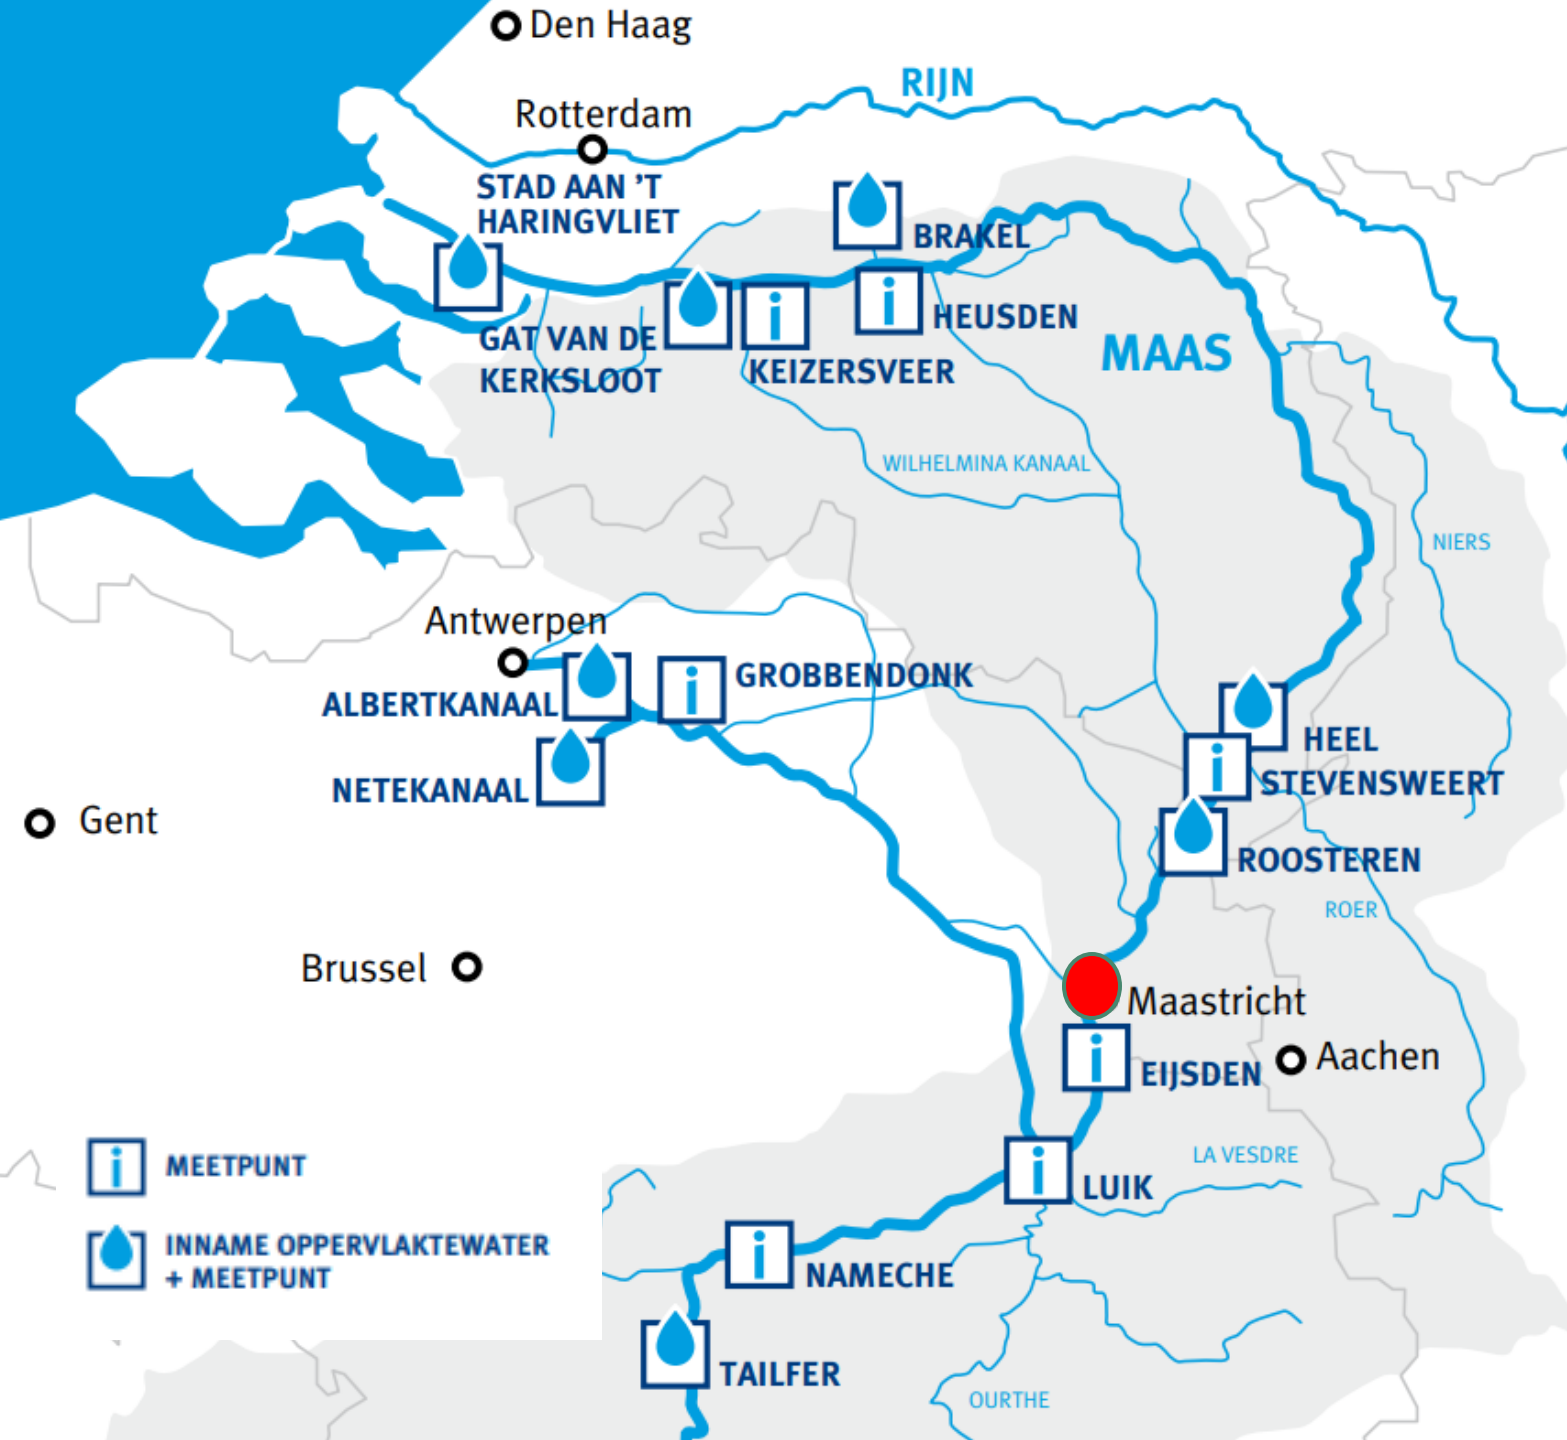 Den Haag
RIJN
Rotterdam
STAD AAN 'T
HARINGVLIET
BRAKEL
HEUSDEN
GAT VAN DE
KERKSLOOT
KEIZERSVEER
MAAS
WILHELMINA KANAAL
NIERS
Antwerpen
GROBBENDONK
ALBERTKANAAL
HEEL
NETEKANAAL
STEVENSWEERT
Gent
ROOSTEREN
ROER
Brussel
Maastricht
Aachen
EIJSDEN
MEETPUNT
LA VESDRE
LUIK
INNAME OPPERVLAKTEWATER
+ MEETPUNT
NAMECHE
TAILFER
OURTHE